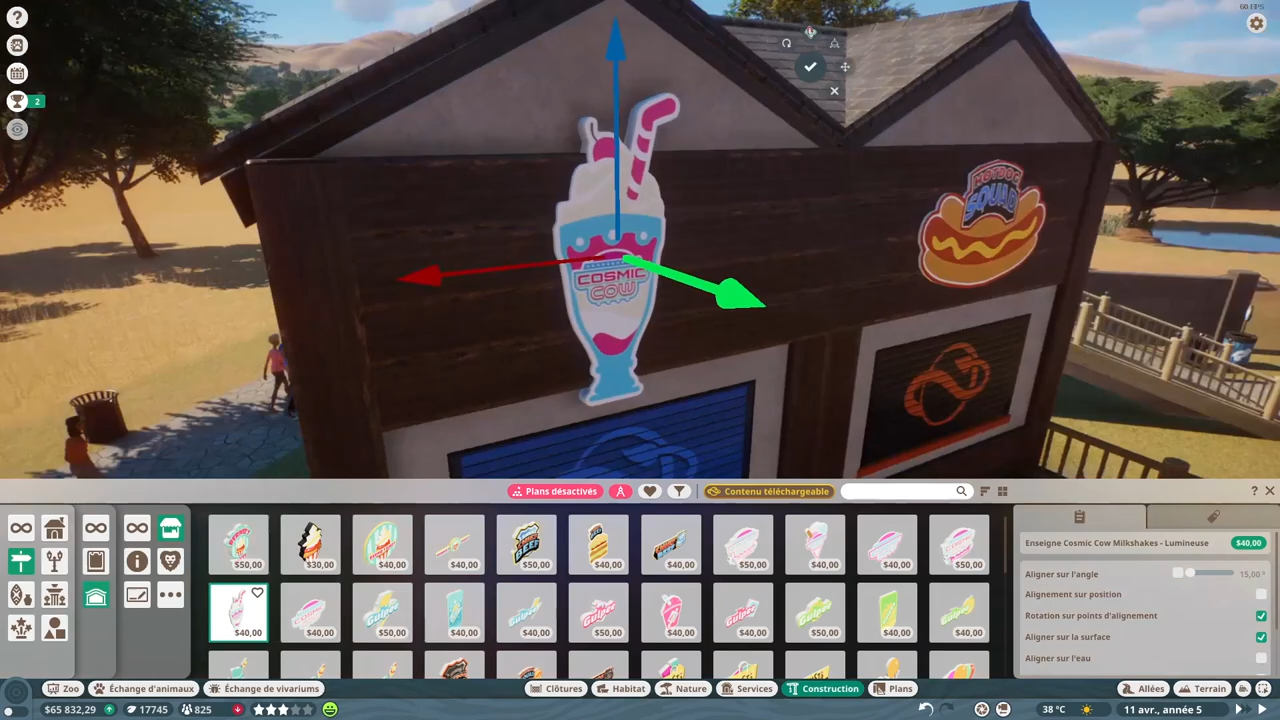 60 FPS
?
2
HOTDOG
SQUAD
COSMIC
COW
Plans désactivés
Contenu téléchargeable
?
$50,00 $30,00 $40,00 $40,00 $50,00 $40,00 $40,00 $50,00 $40,00 $40,00 $50,00
$40,00 $40,00 $50,00 $40,00 $40,00 $50,00 $40,00 $40,00 $50,00 $40,00 $40,00
Enseigne Cosmic Cow Milkshakes - Lumineuse $40,00
Aligner sur l'angle 15,00 °
Alignement sur position
Rotation sur points d'alignement
Aligner sur la surface
Aligner sur l'eau
Zoo Échange d'animaux Échange de vivariums Clôtures Habitat Nature Services Construction Plans Allées Terrain
$65 832,29 17745 825 38 °C 11 avr., année 5